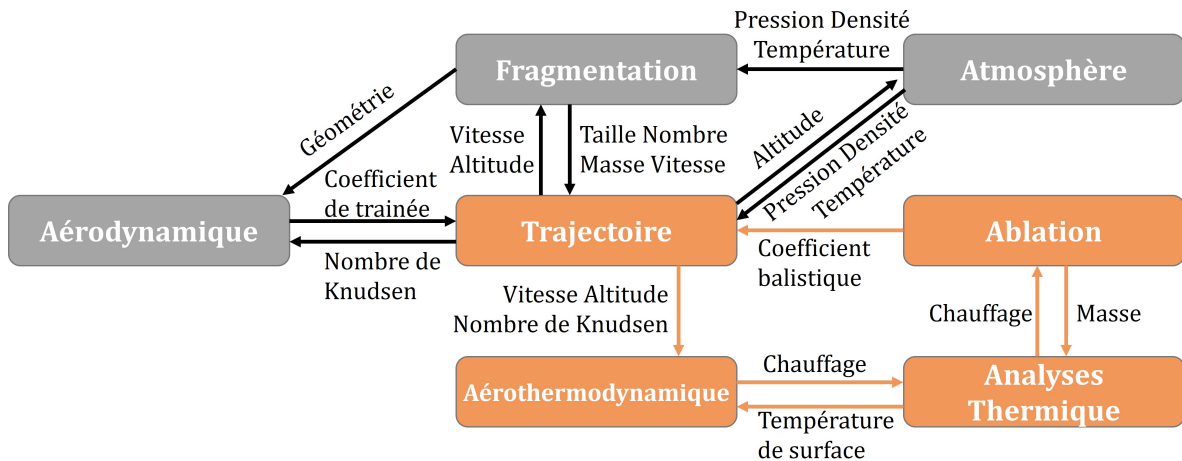 Pression Densité
Température
Fragmentation
Atmosphère
Géométrie
Vitesse
Altitude
Taille Nombre
Masse Vitesse
Altitude
Pression Densité
Température
Coefficient
de trainée
Aérodynamique
Trajectoire
Ablation
Nombre de
Knudsen
Coefficient
balistique
Vitesse Altitude
Nombre de Knudsen
Chauffage
Masse
Aérothermodynamique
Chauffage
Analyses
Thermique
Température
de surface